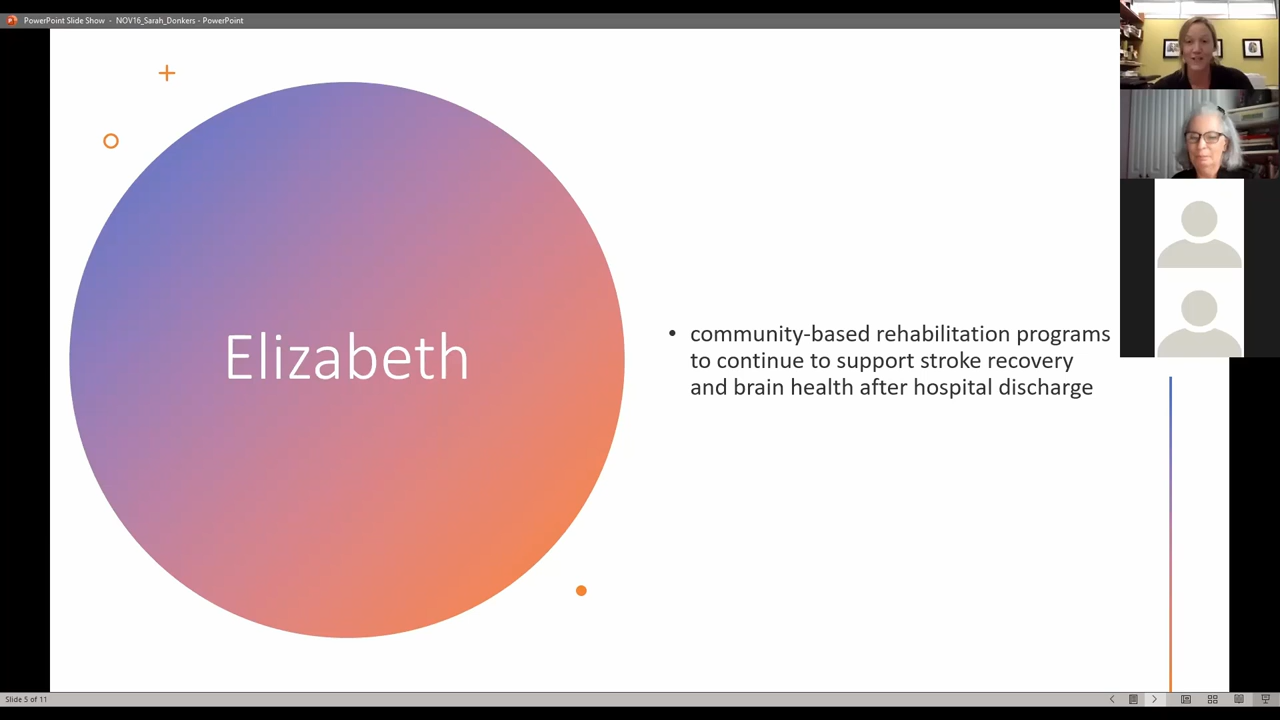 PowerPoint Slide Show - NOV16_Sarah_Donkers - PowerPoint
Elizabeth
• community-based rehabilitation programs
to continue to support stroke recovery
and brain health after hospital discharge
Slide 5 of 11